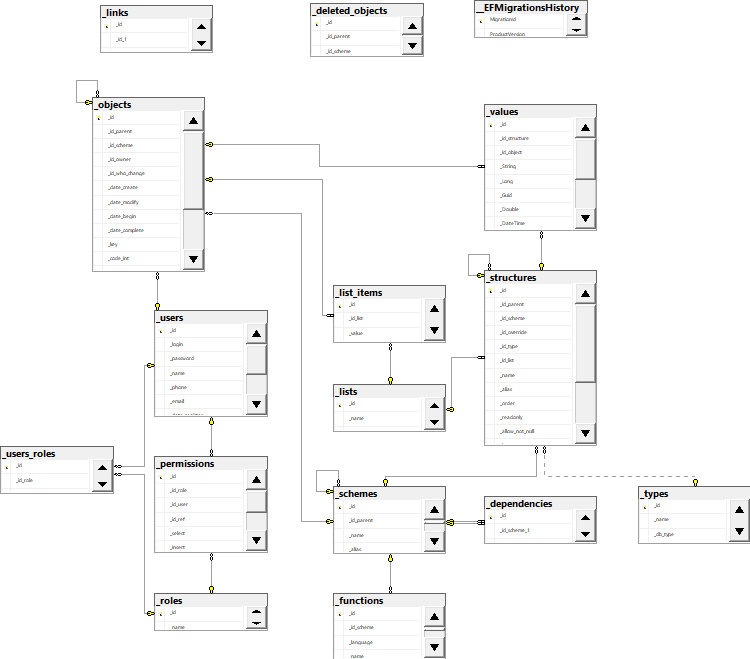 _links
_id
_id_1
_deleted_objects
_id
_id_parent
_id_scheme
__EFMigrationsHistory
MigrationId
ProductVersion
_objects
_id
_id_parent
_id_scheme
_id_owner
_id_who_change
_date_create
_date_modify
_date_begin
_date_complete
_key
_code_int
_values
_id
_id_structure
_id_object
_String
_Long
_Guid
_Double
_DateTime
_structures
_id
_id_parent
_id_scheme
_id_override
_id_type
_id_list
_name
_alias
_order
_readonly
_allow_not_null
_list_items
_id
_id_list
_value
_users
_id
_login
_password
_name
_phone
_email
_lists
_id
_name
_users_roles
_id
_id_role
_permissions
_id
_id_role
_id_user
_id_ref
_select
_insert
_schemes
_id
_id_parent
_name
_alias
_dependencies
_id
_id_scheme_1
_types
_id
_name
_db_type
_roles
_id
_name
_functions
_id
_id_scheme
_language
_name